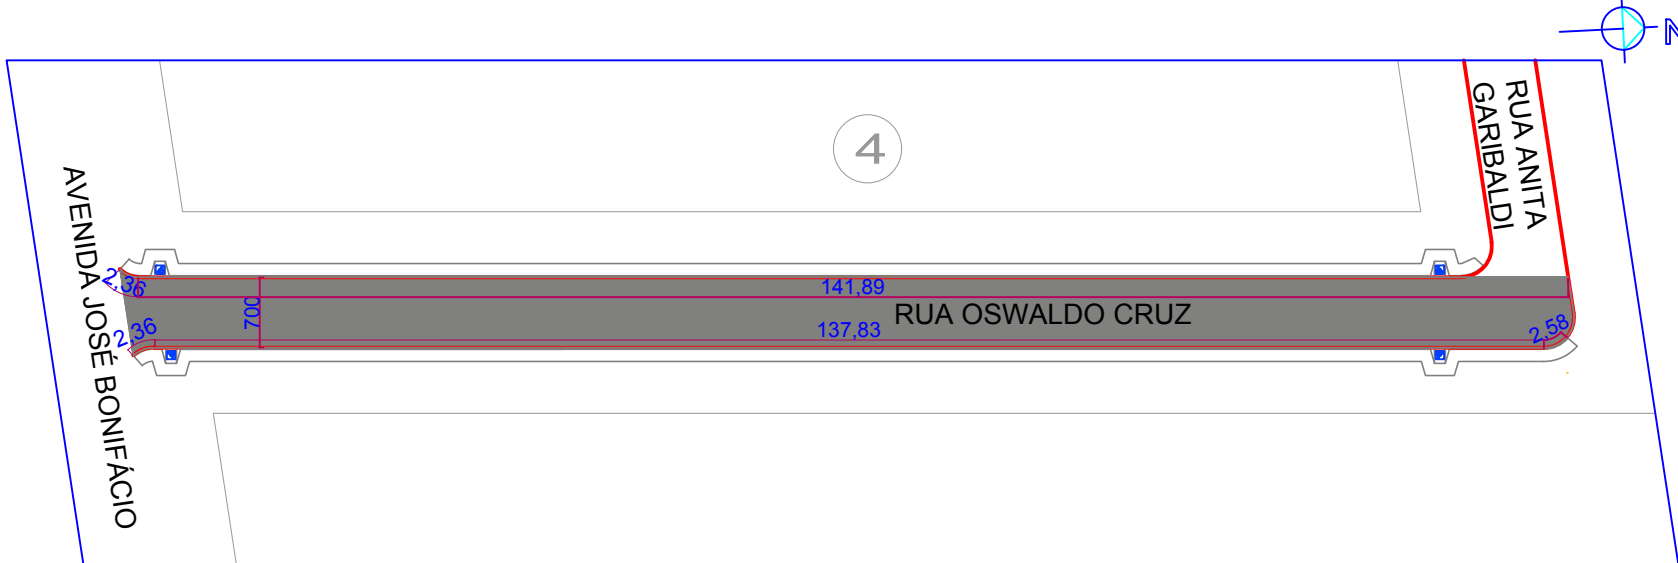 N
RUA ANITA
GARIBALDI
4
AVENIDA JOSÉ BONIFÁCIO
2,36
141,89
700
RUA OSWALDO CRUZ
2,36
137,83
2,58